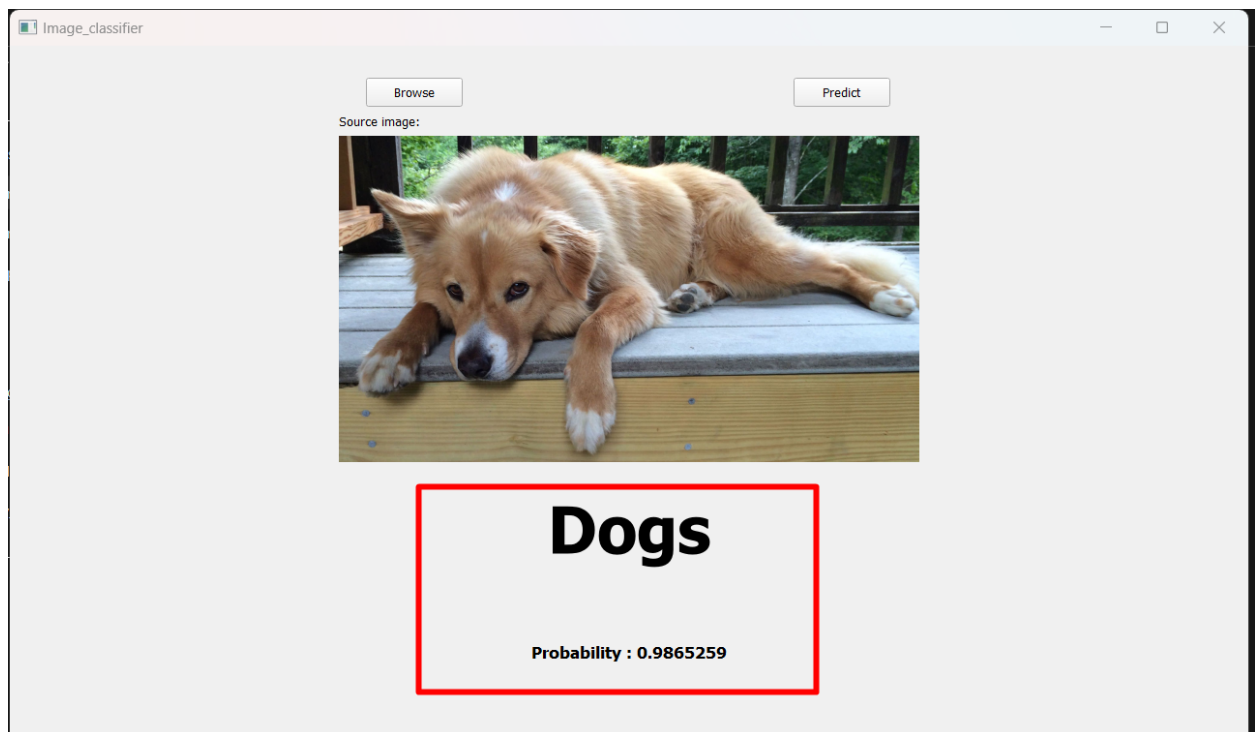 Image_classifier
Browse
Predict
Source image:
Dogs
Probability : 0.9865259